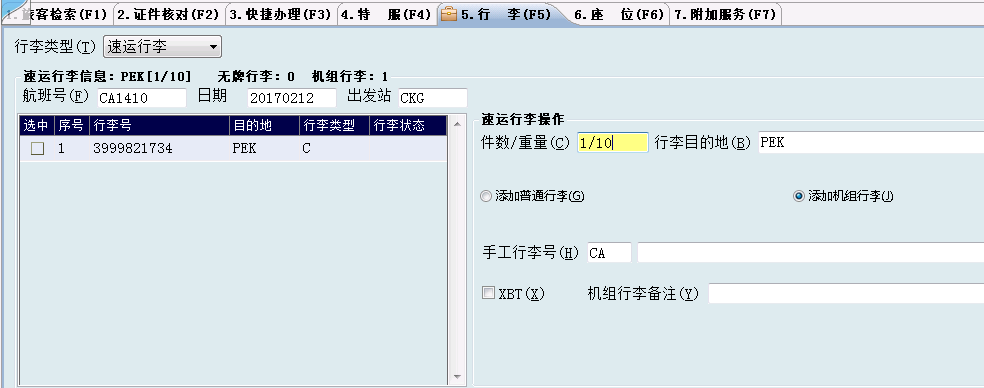 1.旅客检索(F1) 2.证件核对(F2) 3.快捷办理(F3) 4.特 服(F4) 5.行 李(F5) 6.座 位(F6) 7.附加服务(F7)
行李类型(T) 速运行李
速运行李信息：PEK[1/10] 无牌行李：0 机组行李：1
航班号(F) CA1410 日期 20170212 出发站 CKG
选中 序号 行李号 目的地 行李类型 行李状态
1 3999821734 PEK C
速运行李操作
件数/重量(C) 1/10 行李目的地(B) PEK
添加普通行李(G) 添加机组行李(J)
手工行李号(H) CA
XBT(X) 机组行李备注(Y)